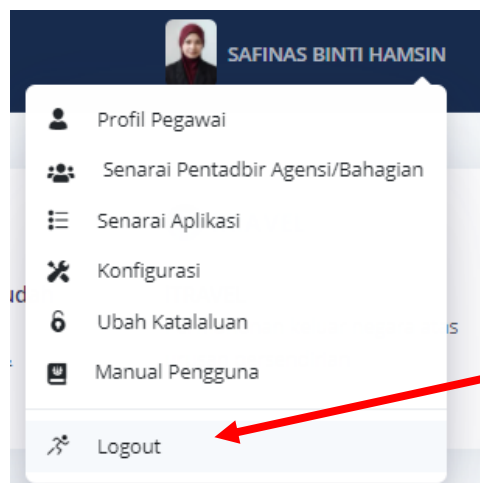 SAFINAS BINTI HAMSIN
Profil Pegawai
Senarai Pentadbir Agensi/Bahagian
Senarai Aplikasi
Konfigurasi
Ubah Katalaluan
Manual Pengguna
Logout